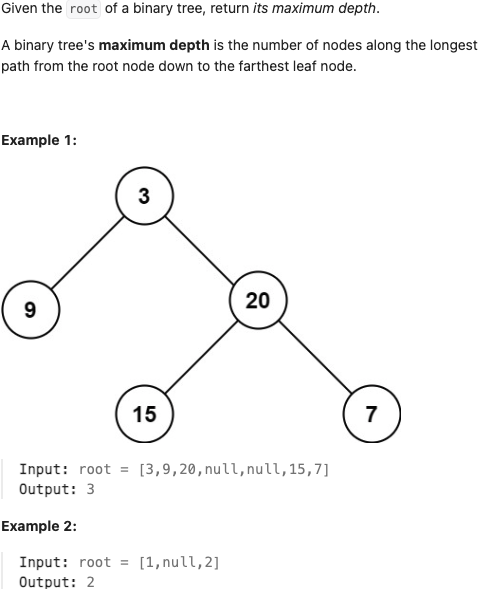 Given the root of a binary tree, return its maximum depth.
A binary tree's maximum depth is the number of nodes along the longest
path from the root node down to the farthest leaf node.
Example 1:
3
9
20
15
7
Input: root = [3,9,20,null,null,15,7]
Output: 3
Example 2:
Input: root = [1,null,2]
Output: 2